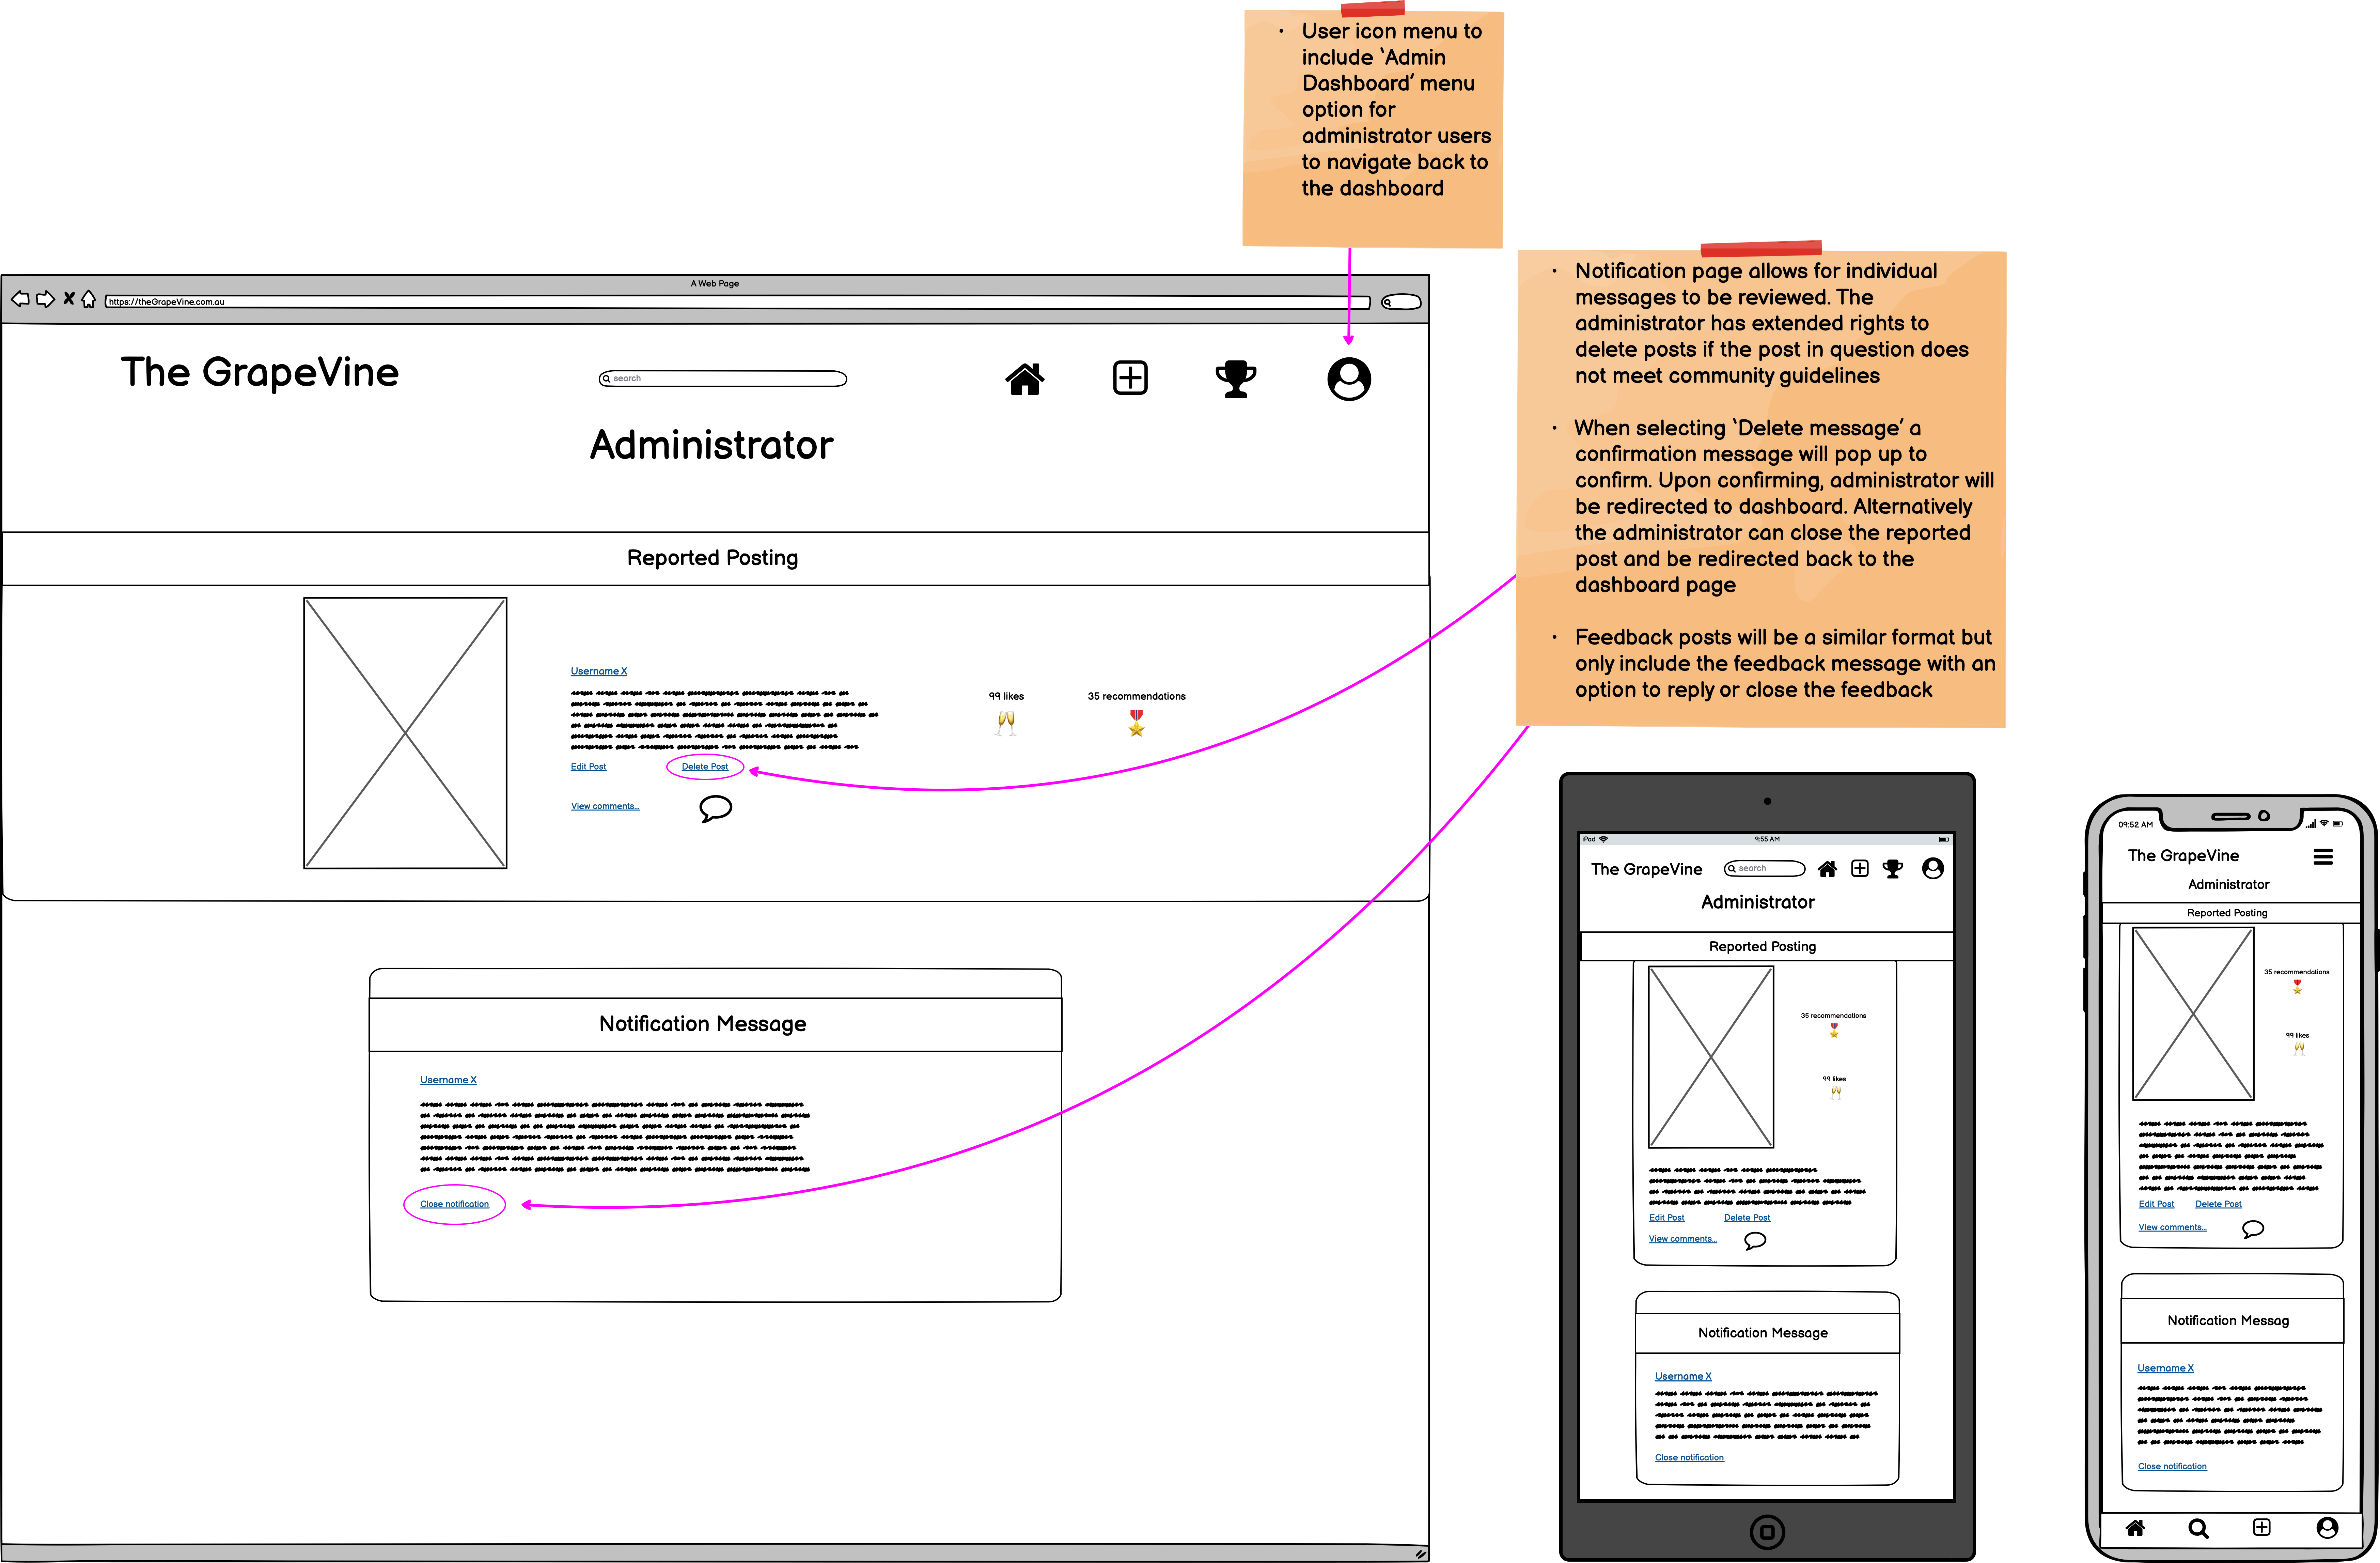 • User icon menu to
include 'Admin
Dashboard' menu
option for
administrator users
to navigate back to
the dashboard
• Notification page allows for individual
messages to be reviewed. The
administrator has extended rights to
delete posts if the post in question does
not meet community guidelines
• When selecting 'Delete message' a
confirmation message will pop up to
confirm. Upon confirming, administrator will
be redirected to dashboard. Alternatively
the administrator can close the reported
post and be redirected back to the
dashboard page
• Feedback posts will be a similar format but
only include the feedback message with an
option to reply or close the feedback
A Web Page
https://theGrapeVine.com.au
The GrapeVine
search
Administrator
Reported Posting
Username X
99 likes
35 recommendations
Edit Post
Delete Post
View comments...
Notification Message
Username X
Close notification
iPad
9:55 AM
The GrapeVine
search
Administrator
Reported Posting
35 recommendations
99 likes
Edit Post
Delete Post
View comments...
Notification Message
Username X
Close notification
09:52 AM
The GrapeVine
Administrator
Reported Posting
35 recommendations
99 likes
Edit Post
Delete Post
View comments...
Notification Messag
Username X
Close notification